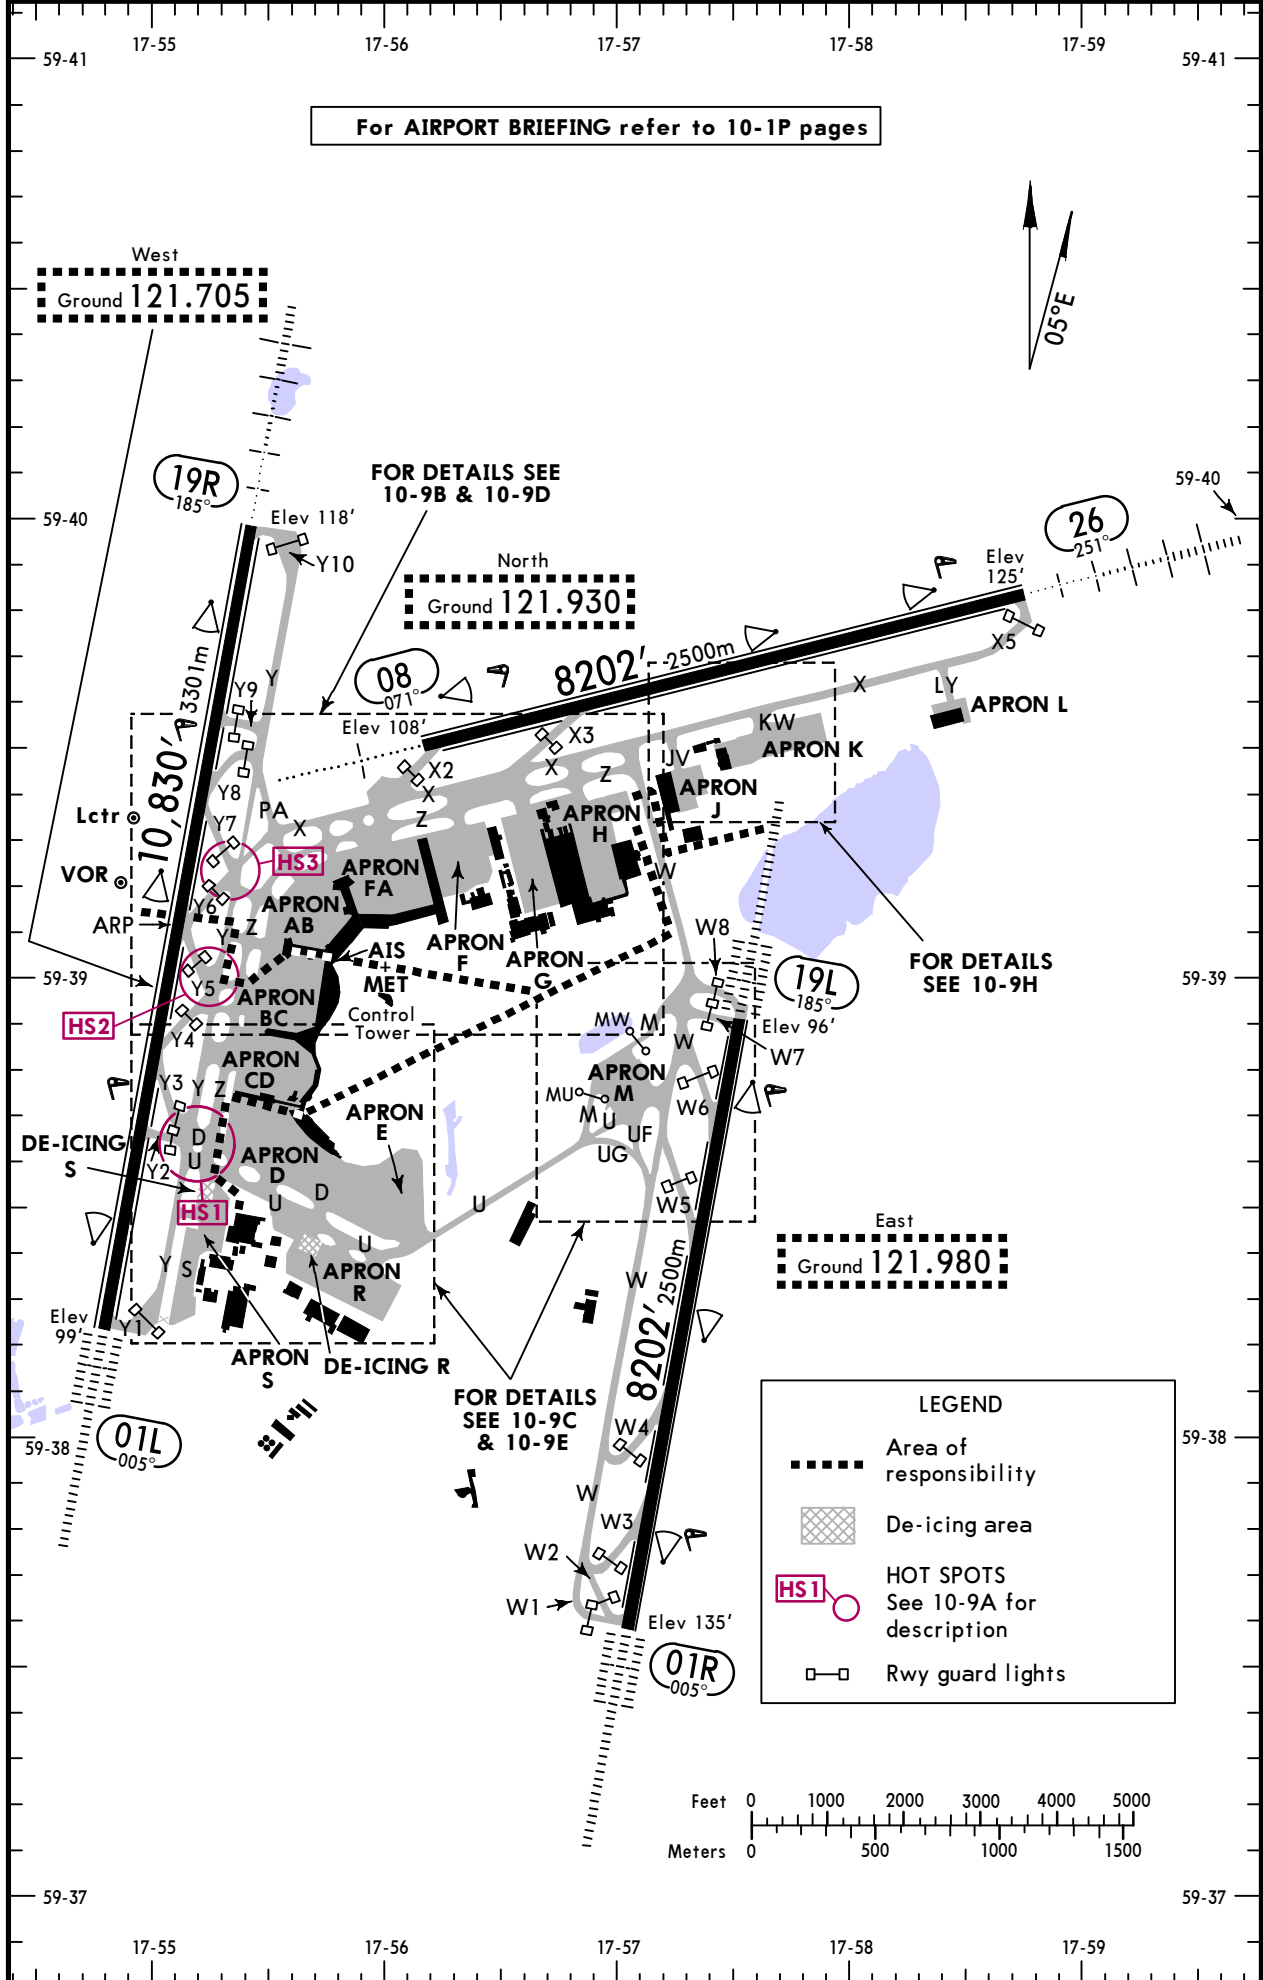 17-55
17-56
17-57
17-58
17-59
59-41
59-41
For AIRPORT BRIEFING refer to 10-1P pages
05°E
West
Ground 121.705
19R
185°
FOR DETAILS SEE
10-9B & 10-9D
59-40
59-40
Elev 118'
Y10
26
251°
Elev
125'
North
Ground 121.930
X5
3301m
10,830'
Y
Y9
08
071°
Elev 108'
8202'
2500m
X
LY
APRON L
KW
APRON K
X3
X2
X
X
Z
Z
JV
APRON
J
Y8
PA
X
Y7
Lctr
HS3
APRON
H
APRON
FA
VOR
W
Y6
APRON
AB
ARP
Z
Y
AIS
+
MET
APRON
F
APRON
G
W8
19L
185°
FOR DETAILS
SEE 10-9H
59-39
59-39
Y5
APRON
BC
HS2
Control
Tower
MW
M
Elev 96'
Y4
W
W7
APRON
CD
APRON
M
Y3
Y
Z
MU
M
U
W6
APRON
E
DE-ICING
S
D
U
UF
UG
Y2
APRON
D
U
D
HS1
U
W5
East
Ground 121.980
U
Y
S
APRON
R
W
2500m
8202'
Elev
99'
Y1
APRON
S
DE-ICING R
FOR DETAILS
SEE 10-9C
& 10-9E
01L
005°
59-38
59-38
W4
W
W3
W2
W1
Elev 135'
01R
005°
LEGEND
Area of
responsibility
De-icing area
HS1
HOT SPOTS
See 10-9A for
description
Rwy guard lights
Feet 0 1000 2000 3000 4000 5000
Meters 0 500 1000 1500
59-37
59-37
17-55
17-56
17-57
17-58
17-59